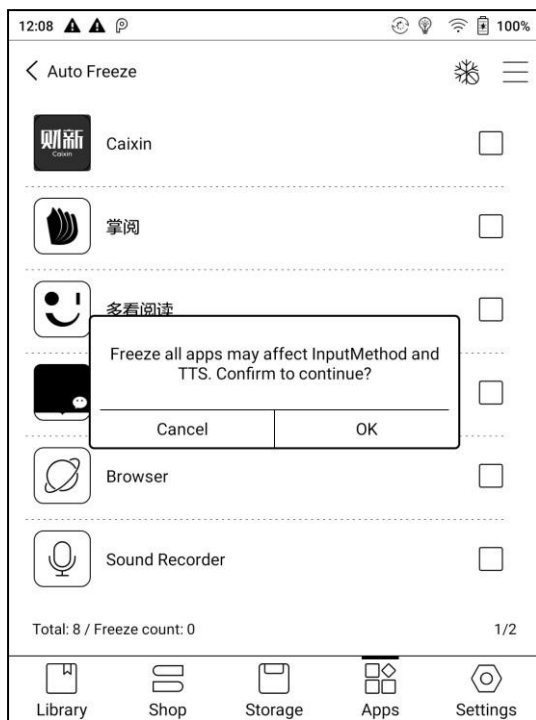 12:08
100%
Auto Freeze
财新
Caixin
Caixin
掌阅
多看阅读
Freeze all apps may affect InputMethod and
TTS. Confirm to continue?
Cancel
OK
Browser
Sound Recorder
Total: 8 / Freeze count: 0
1/2
Library
Shop
Storage
Apps
Settings